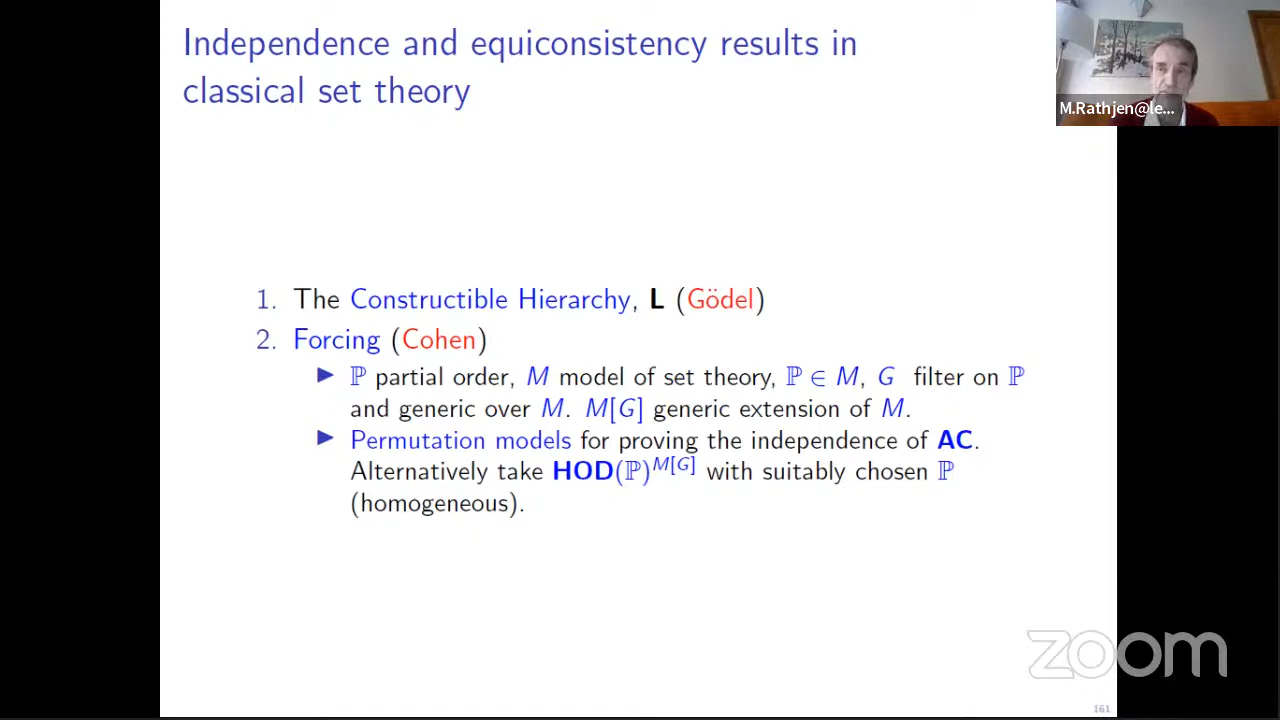 Independence and equiconsistency results in
classical set theory
M.Rathjen@le...
1. The Constructible Hierarchy, L (Gödel)
2. Forcing (Cohen)
▶ ℙ partial order, M model of set theory, ℙ ∈ M, G filter on ℙ
and generic over M. M[G] generic extension of M.
▶ Permutation models for proving the independence of AC.
Alternatively take HOD(ℙ)^{M[G]} with suitably chosen ℙ
(homogeneous).
zoom
161